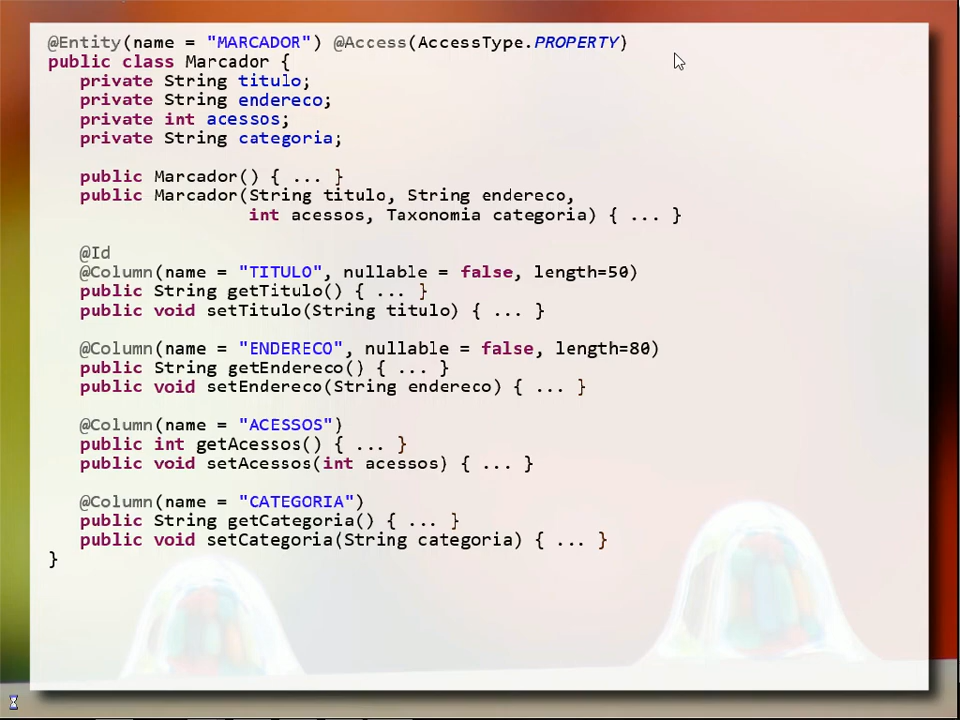 @Entity(name = "MARCADOR") @Access(AccessType.PROPERTY)
public class Marcador {
private String titulo;
private String endereco;
private int acessos;
private String categoria;
public Marcador() { ... }
public Marcador(String titulo, String endereco,
int acessos, Taxonomia categoria) { ... }
@Id
@Column(name = "TITULO", nullable = false, length=50)
public String getTitulo() { ... }
public void setTitulo(String titulo) { ... }
@Column(name = "ENDERECO", nullable = false, length=80)
public String getEndereco() { ... }
public void setEndereco(String endereco) { ... }
@Column(name = "ACESSOS")
public int getAcessos() { ... }
public void setAcessos(int acessos) { ... }
@Column(name = "CATEGORIA")
public String getCategoria() { ... }
public void setCategoria(String categoria) { ... }
}